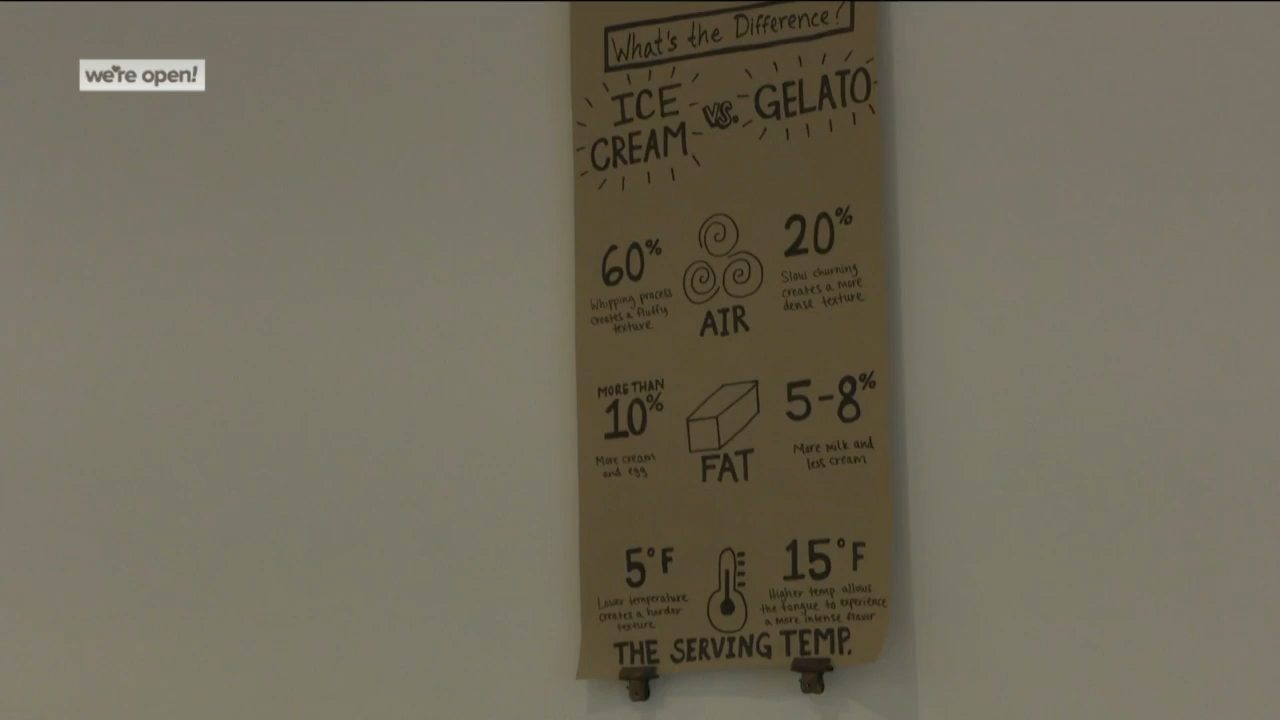 we're open!
What's the Difference?
ICE CREAM vs. GELATO
60%
Whipping process
creates a fluffy
texture
AIR
20%
Slow churning
creates a more
dense texture
MORE THAN
10%
More cream
and egg
FAT
5-8%
More milk and
less cream
5°F
Lower temperature
creates a harder
texture
15°F
Higher temp allows
the tongue to experience
a more intense flavor
THE SERVING TEMP.